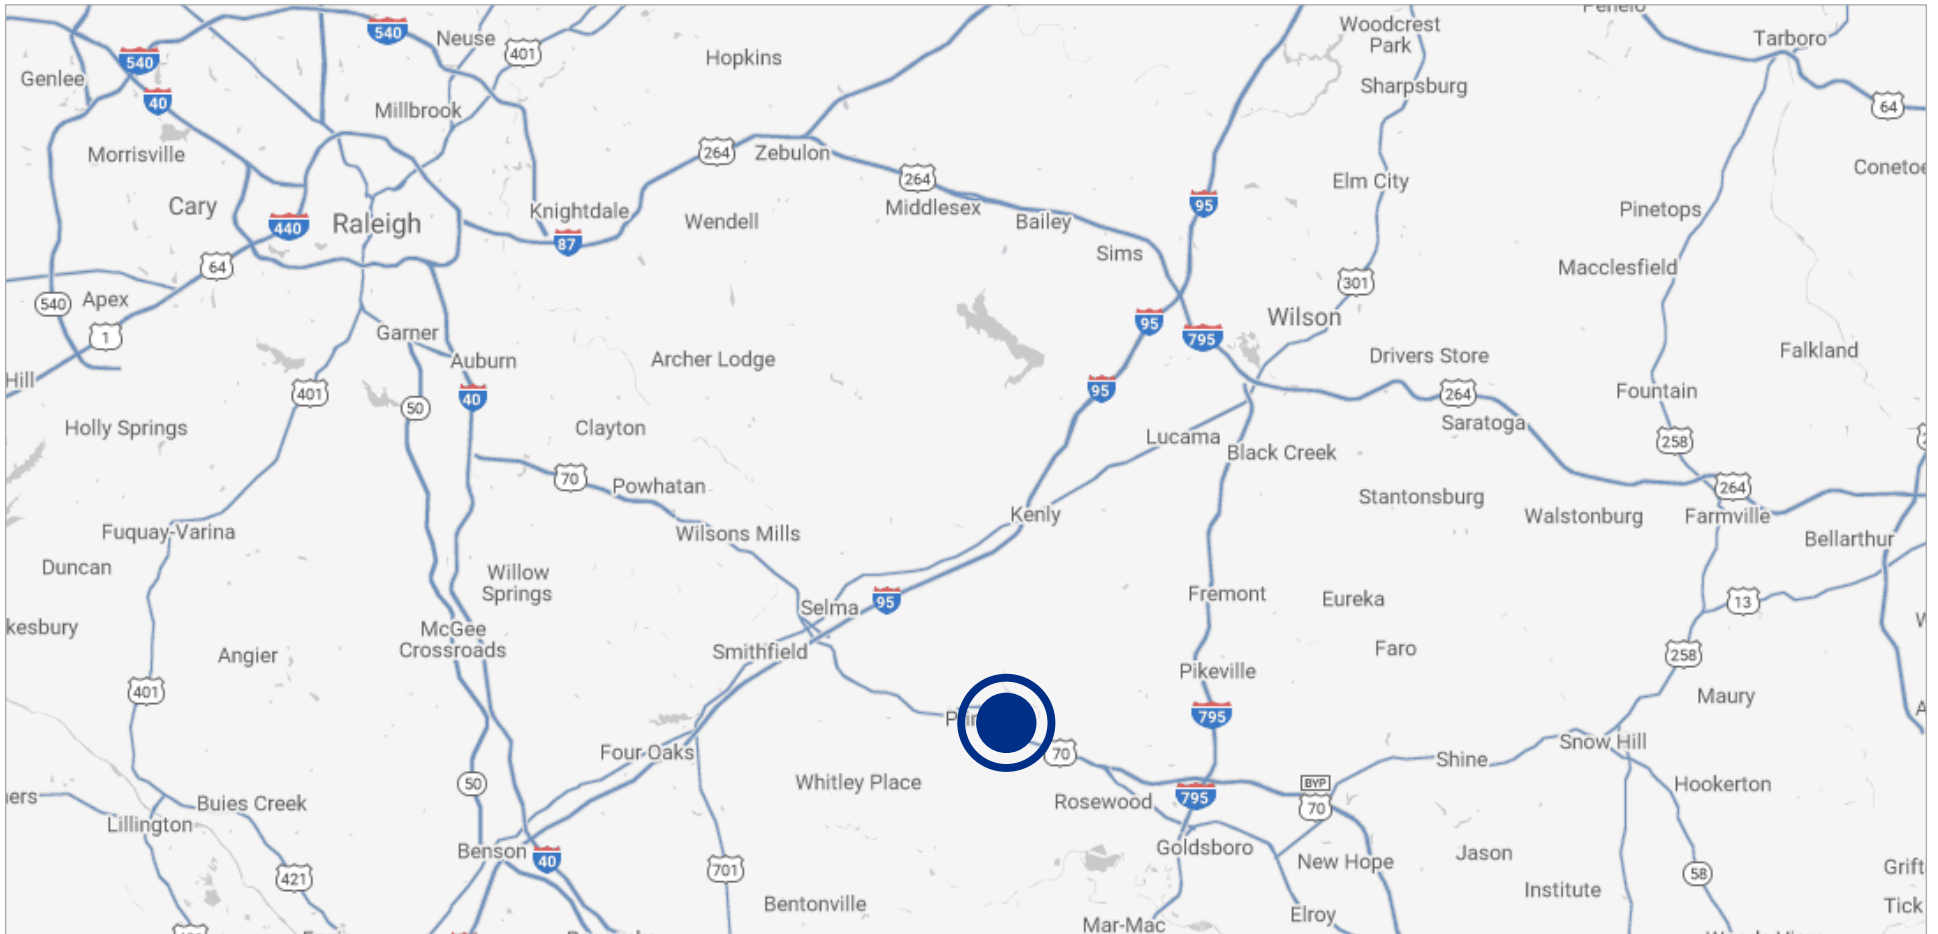 Woodcrest
Park
Tarboro
540
Neuse
401
Hopkins
540
Genlee
40
Sharpsburg
64
Millbrook
Morrisville
264
Zebulon
264
Conetoe
Elm City
Cary
440
Raleigh
Knightdale
87
Wendell
Middlesex
Bailey
95
Pinetops
64
Sims
Macclesfield
301
540
Apex
1
Garner
Auburn
95
795
Wilson
Archer Lodge
Drivers Store
Falkland
Hill
401
50
40
95
264
Fountain
Holly Springs
Clayton
Lucama
Saratoga
258
Black Creek
70
Powhatan
Stantonsburg
264
Kenly
Walstonburg
Farmville
Fuquay-Varina
Wilsons Mills
Bellarthur
Duncan
Willow
Springs
Selma
95
Fremont
Eureka
13
kesbury
McGee
Crossroads
Angier
Smithfield
Faro
258
Pikeville
401
Maury
795
Prin
Four Oaks
70
Snow Hill
Shine
50
Whitley Place
Hookerton
BYP
70
ners
Buies Creek
Rosewood
795
Lillington
Benson
40
Goldsboro
New Hope
Jason
421
701
58
Grift
Institute
Bentonville
Tick
Mar-Mac
Elroy